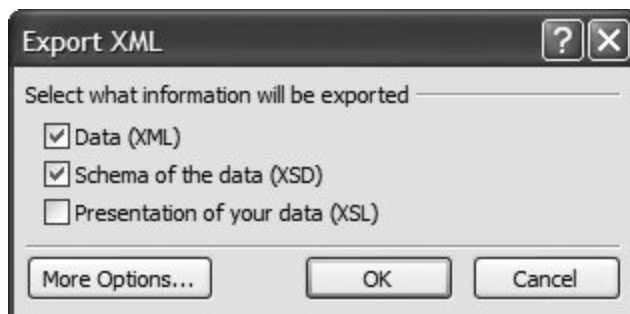 Export XML
Select what information will be exported
Data (XML)
Schema of the data (XSD)
Presentation of your data (XSL)
More Options... OK Cancel